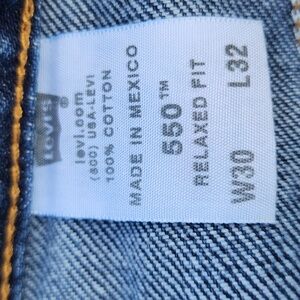 Levi's ®
levi.com
(800) USA-LEVI
100% COTTON
MADE IN MEXICO
550™
RELAXED FIT
W30 L32